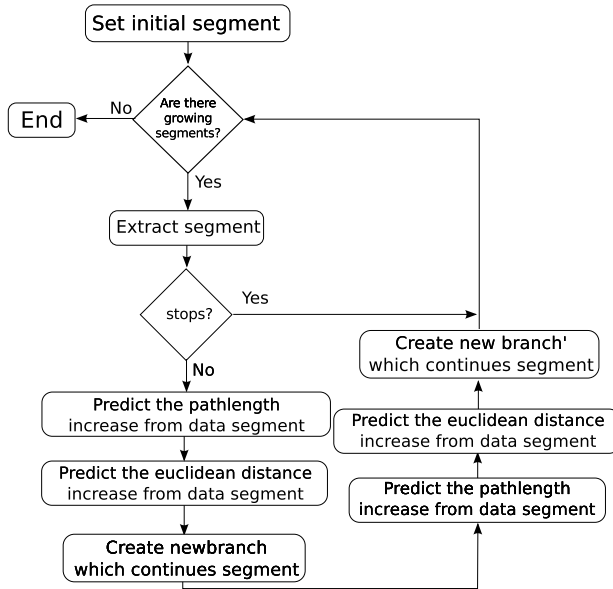 Set initial segment
Are there
growing
segments?
No
End
Yes
Extract segment
stops?
Yes
No
Predict the pathlength
increase from data segment
Predict the euclidean distance
increase from data segment
Create newbranch
which continues segment
Create new branch'
which continues segment
Predict the euclidean distance
increase from data segment
Predict the pathlength
increase from data segment